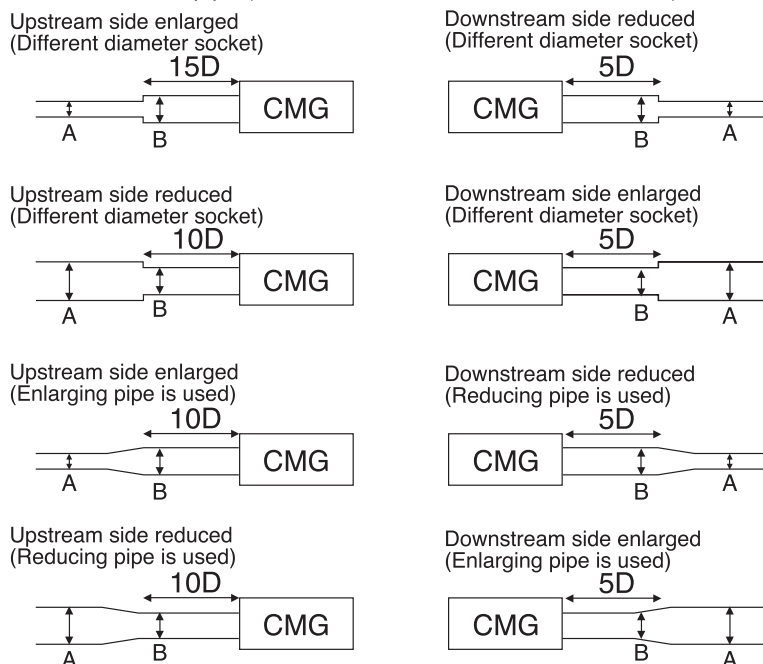 Upstream side enlarged
(Different diameter socket)
15D
CMG
A
B
Downstream side reduced
(Different diameter socket)
5D
CMG
B
A
Upstream side reduced
(Different diameter socket)
10D
CMG
A
B
Downstream side enlarged
(Different diameter socket)
5D
CMG
B
A
Upstream side enlarged
(Enlarging pipe is used)
10D
CMG
A
B
Downstream side reduced
(Reducing pipe is used)
5D
CMG
B
A
Upstream side reduced
(Reducing pipe is used)
10D
CMG
A
B
Downstream side enlarged
(Enlarging pipe is used)
5D
CMG
B
A